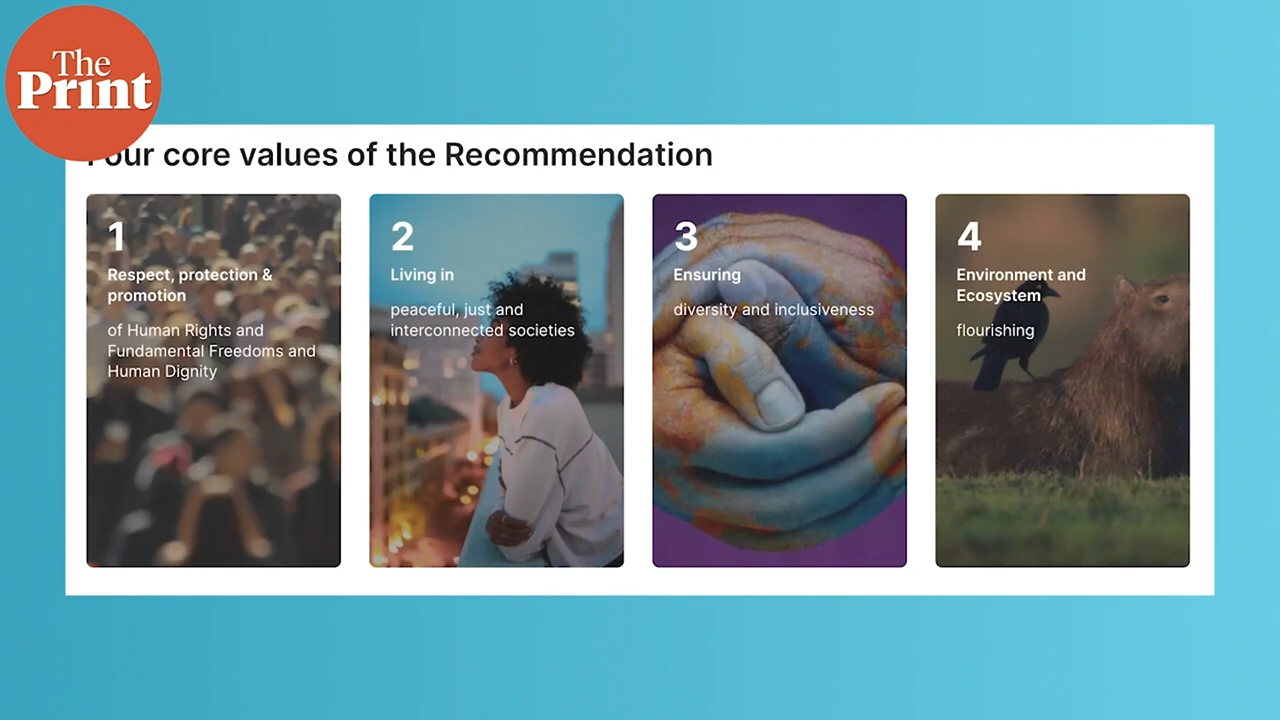 The
Print
Four core values of the Recommendation
1
Respect, protection &
promotion
of Human Rights and
Fundamental Freedoms and
Human Dignity
2
Living in
peaceful, just and
interconnected societies
3
Ensuring
diversity and inclusiveness
4
Environment and
Ecosystem
flourishing